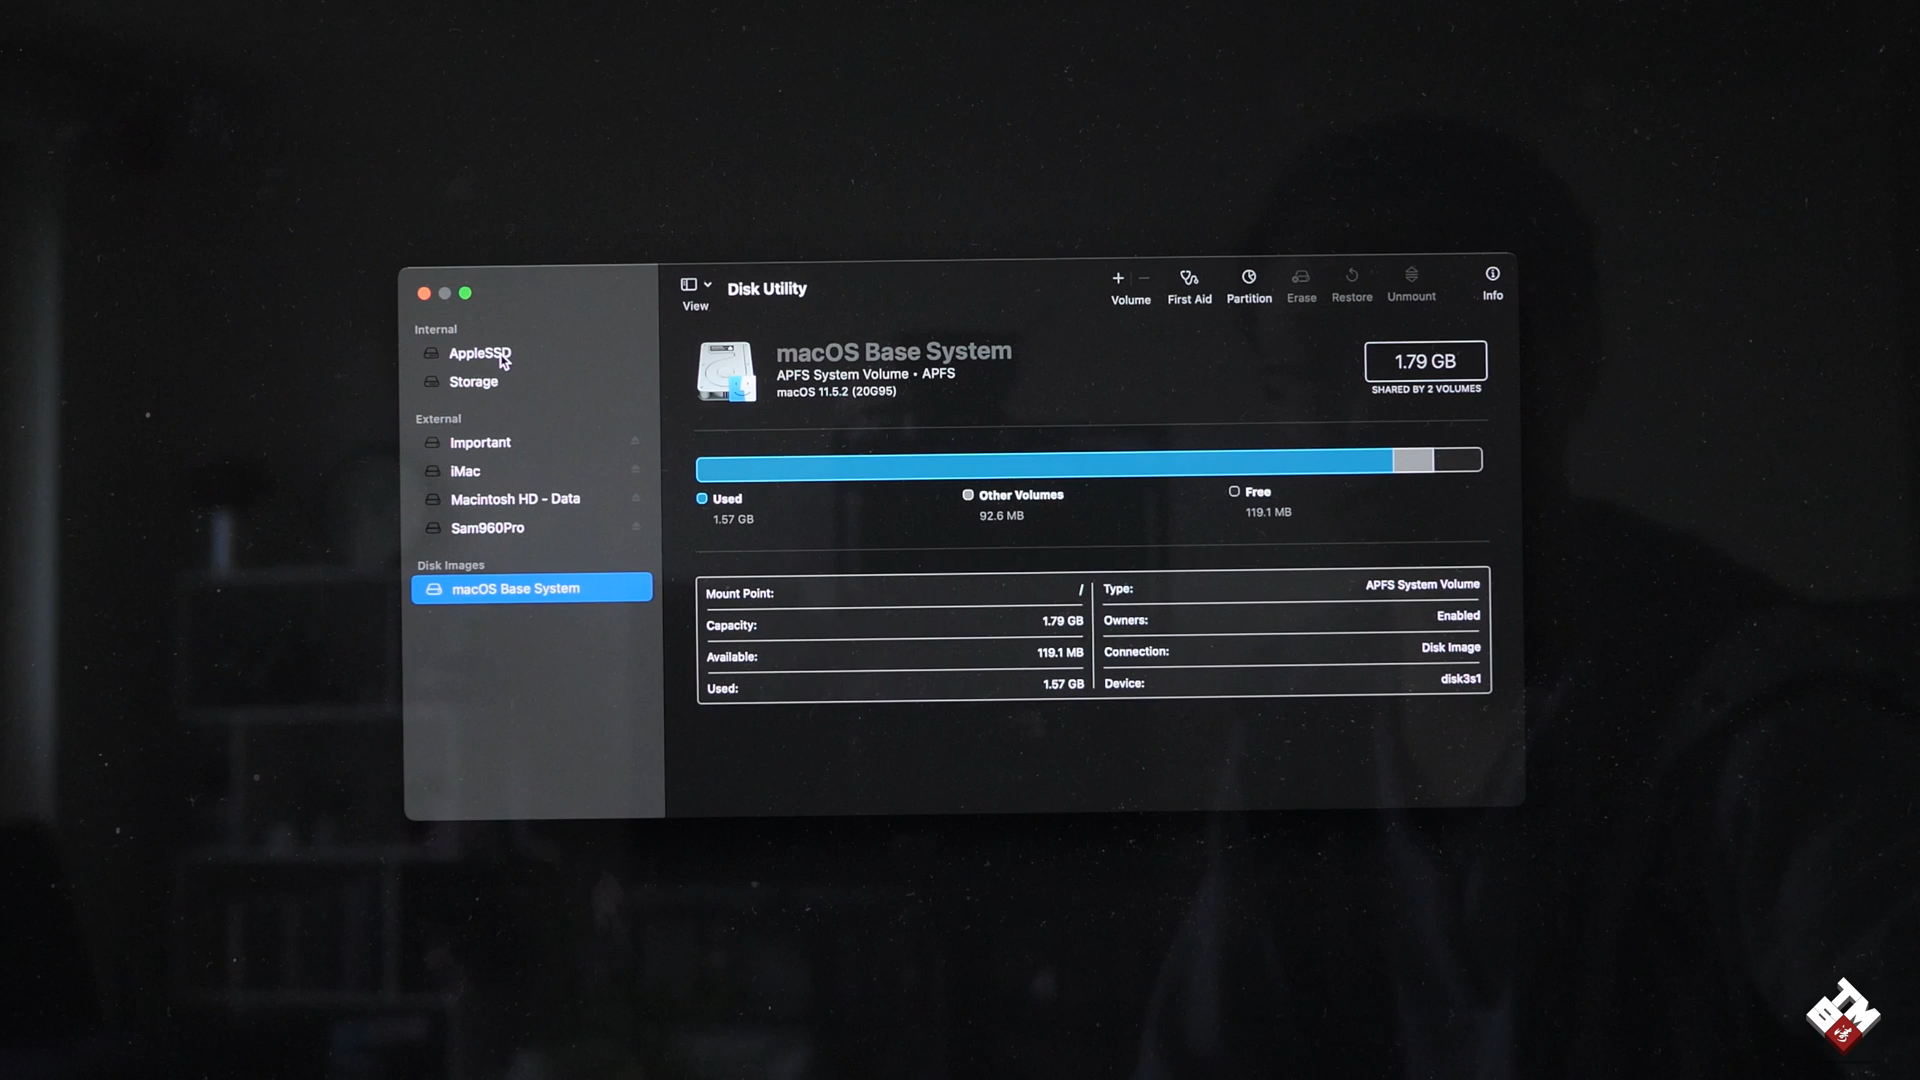 Internal
AppleSSD
Storage
External
Important
iMac
Macintosh HD - Data
Sam960Pro
Disk Images
macOS Base System
View
Disk Utility
Volume
First Aid
Partition
Erase
Restore
Unmount
Info
macOS Base System
APFS System Volume • APFS
macOS 11.5.2 (20G95)
1.79 GB
SHARED BY 2 VOLUMES
Used
1.57 GB
Other Volumes
92.6 MB
Free
119.1 MB
Mount Point: /
Capacity: 1.79 GB
Available: 119.1 MB
Used: 1.57 GB
Type: APFS System Volume
Owners: Enabled
Connection: Disk Image
Device: disk3s1